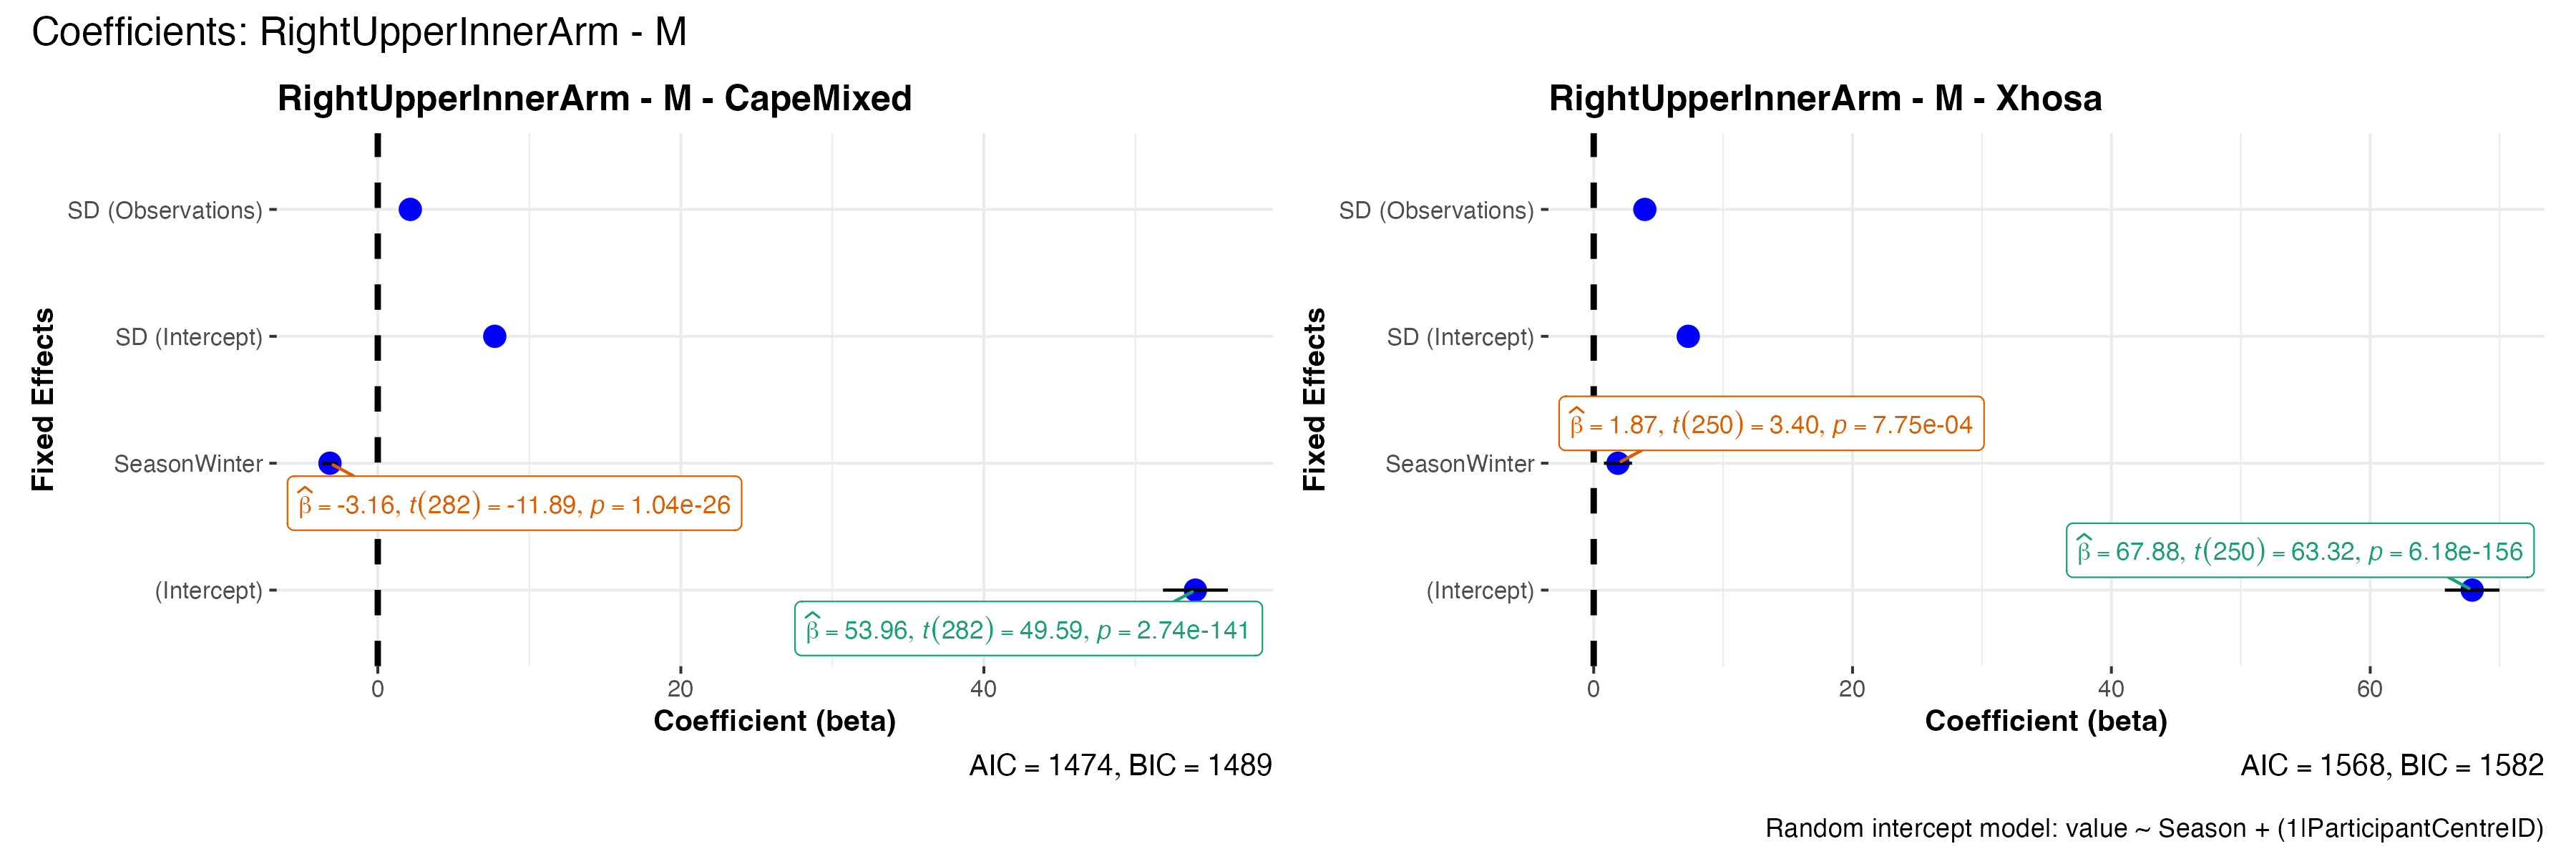 Coefficients: RightUpperInnerArm - M
RightUpperInnerArm - M - CapeMixed
Fixed Effects
SD (Observations)
SD (Intercept)
SeasonWinter
(Intercept)
β̂ = -3.16, t(282) = -11.89, p = 1.04e-26
β̂ = 53.96, t(282) = 49.59, p = 2.74e-141
0 20 40
Coefficient (beta)
AIC = 1474, BIC = 1489
RightUpperInnerArm - M - Xhosa
Fixed Effects
SD (Observations)
SD (Intercept)
SeasonWinter
(Intercept)
β̂ = 1.87, t(250) = 3.40, p = 7.75e-04
β̂ = 67.88, t(250) = 63.32, p = 6.18e-156
0 20 40 60
Coefficient (beta)
AIC = 1568, BIC = 1582
Random intercept model: value ~ Season + (1|ParticipantCentreID)